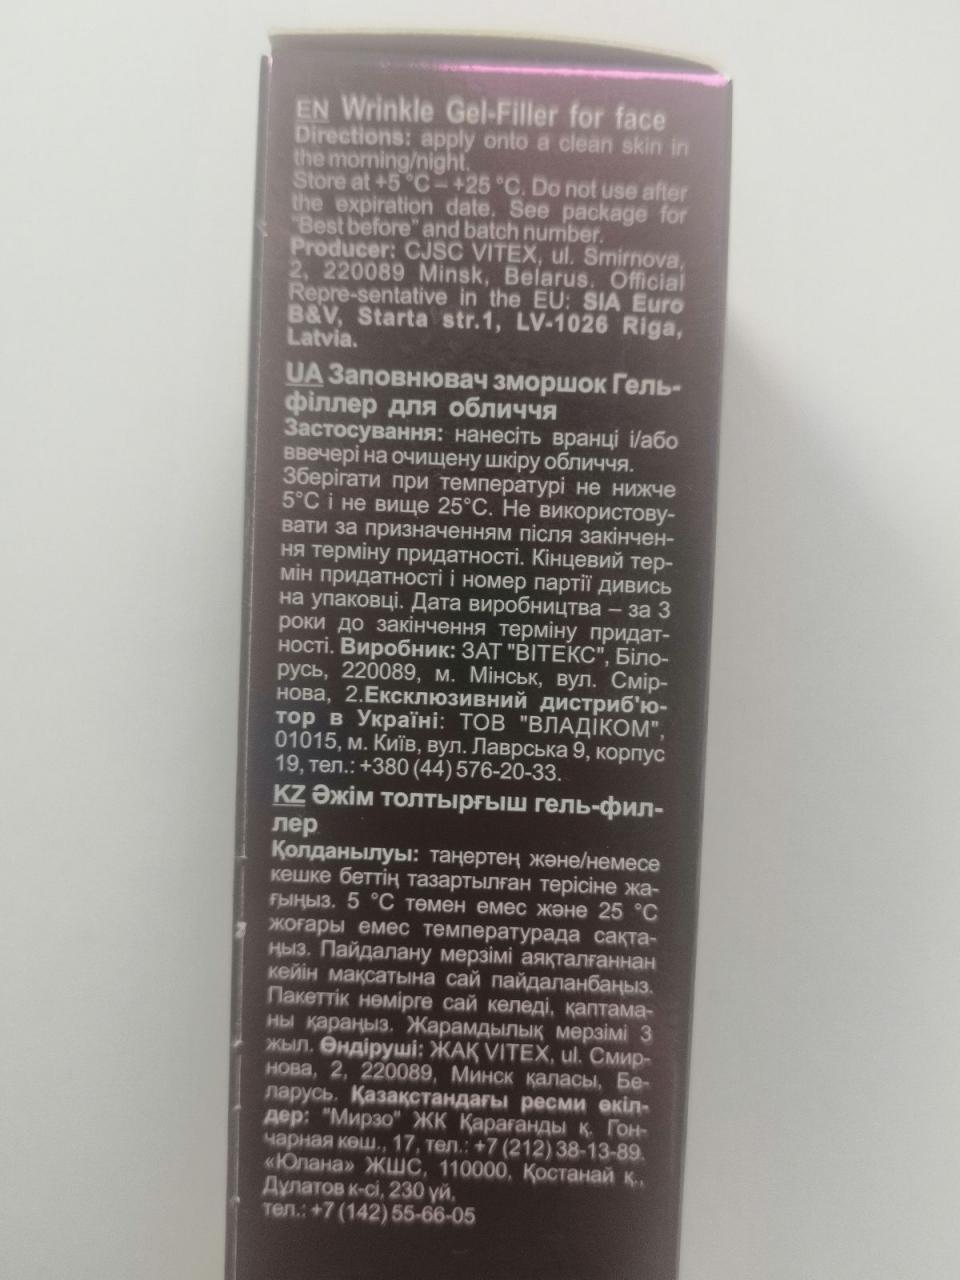 EN Wrinkle Gel-Filler for face
Directions: apply onto a clean skin in
the morning/night.
Store at +5 °C – +25 °C. Do not use after
the expiration date. See package for
"Best before" and batch number.
Producer: CJSC VITEX, ul. Smirnova,
2, 220089 Minsk, Belarus. Official
Repre-sentative in the EU: SIA Euro
B&V, Starta str.1, LV-1026 Riga,
Latvia.
UA Заповнювач зморшок Гель-
філлер для обличчя
Застосування: нанесіть вранці і/або
ввечері на очищену шкіру обличчя.
Зберігати при температурі не нижче
5°С і не вище 25°С. Не використову-
вати за призначенням після закінчен-
ня терміну придатності. Кінцевий тер-
мін придатності і номер партії дивись
на упаковці. Дата виробництва – за 3
роки до закінчення терміну придат-
ності. Виробник: ЗАТ "ВІТЕКС", Біло-
русь, 220089, м. Мінськ, вул. Смір-
нова, 2.Ексклюзивний дистриб'ю-
тор в Україні: ТОВ "ВЛАДІКОМ",
01015, м. Київ, вул. Лаврська 9, корпус
19, тел.: +380 (44) 576-20-33.
KZ Әжім толтырғыш гель-фил-
лер
Қолданылуы: таңертең және/немесе
кешке беттің тазартылған терісіне жа-
ғыңыз. 5 °С төмен емес және 25 °С
жоғары емес температурада сақта-
ңыз. Пайдалану мерзімі аяқталғаннан
кейін мақсатына сай пайдаланбаңыз.
Пакеттік нөмірге сай келеді, қаптама-
ны қараңыз. Жарамдылық мерзімі 3
жыл. Өндіруші: ЖАҚ VITEX, ul. Смир-
нова, 2, 220089, Минск қаласы, Бе-
ларусь. Қазақстандағы ресми өкіл-
дер: "Мирзо" ЖК Қарағанды қ. Гон-
чарная көш., 17, тел.: +7 (212) 38-13-89.
«Юлана» ЖШС, 110000, Қостанай қ.,
Дұлатов к-сі, 230 үй,
тел.: +7 (142) 55-66-05